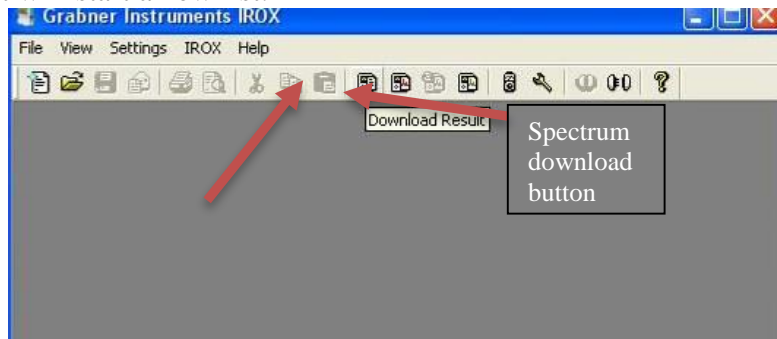 Grabner Instruments IROX
File View Settings IROX Help
Download Result
Spectrum
download
button